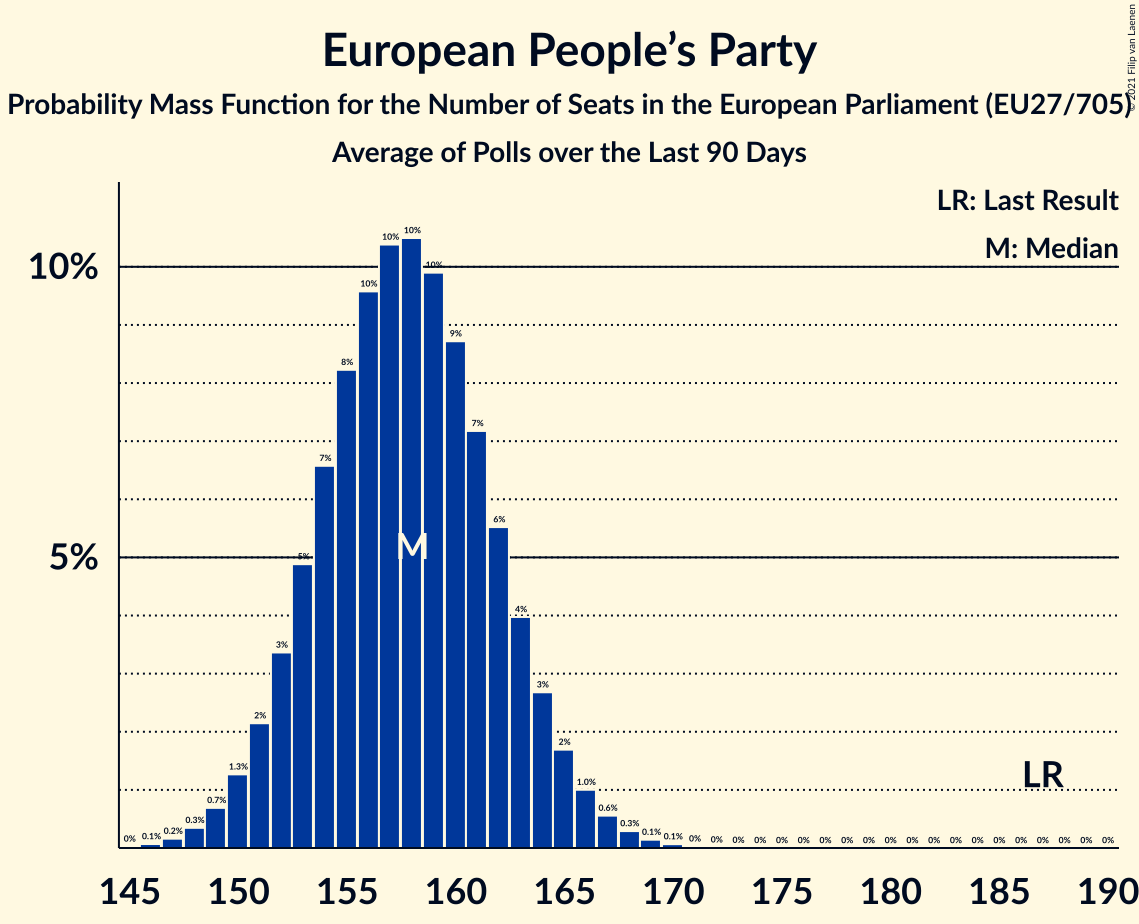 European People’s Party
Probability Mass Function for the Number of Seats in the European Parliament (EU27/705)
Average of Polls over the Last 90 Days
© 2021 Filip van Laenen
LR: Last Result
M: Median
10%
5%
0% 0.1% 0.2% 0.3% 0.7% 1.3% 2% 3% 5% 7% 8% 10% 10% 10% 10% 9% 7% 6% 4% 3% 2% 1.0% 0.6% 0.3% 0.1% 0.1% 0% 0% 0% 0% 0% 0% 0% 0% 0% 0% 0% 0% 0% 0% 0% 0% 0% 0% 0% 0%
M
LR
145 150 155 160 165 170 175 180 185 190